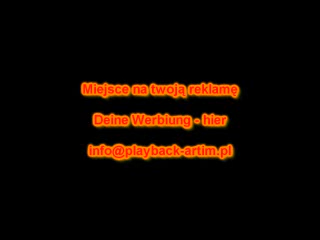 Miejsce na twoją reklamę
Deine Werbiung - hier
info@playback-artim.pl